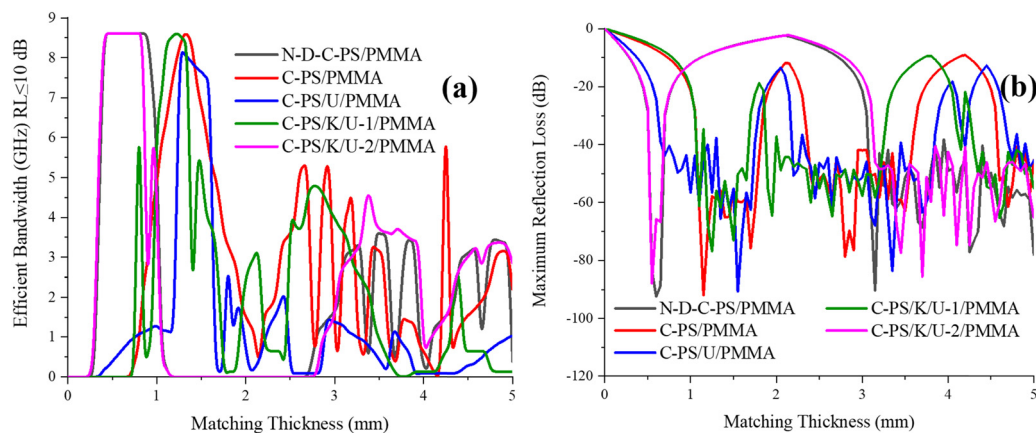 9
8
7
6
5
4
3
2
1
0
Efficient Bandwidth (GHz) RL≤10 dB
N-D-C-PS/PMMA
C-PS/PMMA
C-PS/U/PMMA
C-PS/K/U-1/PMMA
C-PS/K/U-2/PMMA
(a)
0 1 2 3 4 5
Matching Thickness (mm)
0
-20
-40
-60
-80
-100
-120
Maximum Reflection Loss (dB)
(b)
N-D-C-PS/PMMA
C-PS/PMMA
C-PS/U/PMMA
C-PS/K/U-1/PMMA
C-PS/K/U-2/PMMA
0 1 2 3 4 5
Matching Thickness (mm)